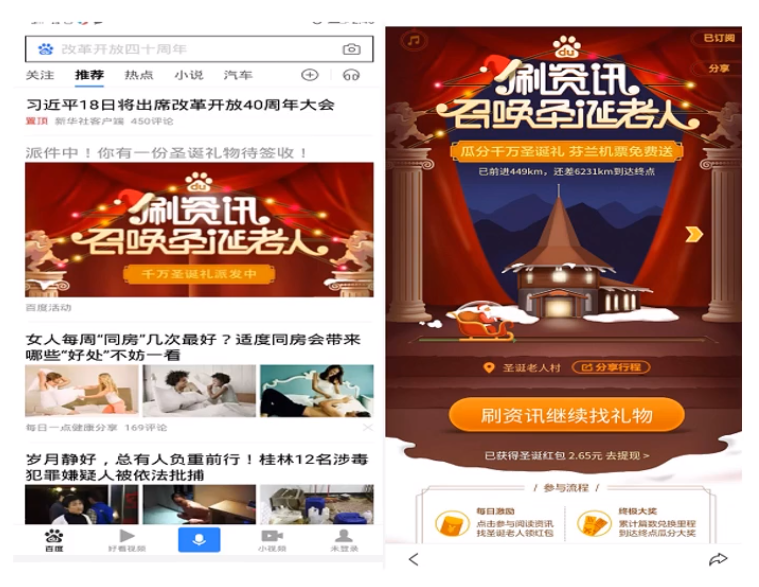 改革开放四十周年
关注 推荐 热点 小说 汽车
习近平18日将出席改革开放40周年大会
置顶 新华社客户端 450评论
派件中！你有一份圣诞礼物待签收！
du
刷资讯
召唤圣诞老人
千万圣诞礼派发中
百度活动
女人每周"同房"几次最好？适度同房会带来
哪些"好处"不妨一看
每日一点健康分享 169评论
岁月静好，总有人负重前行！桂林12名涉毒
犯罪嫌疑人被依法批捕
百度 好看视频 小视频 未登录
已订阅
分享
du
刷资讯
召唤圣诞老人
瓜分千万圣诞礼 芬兰机票免费送
已前进449km，还差6231km到达终点
圣诞老人村 分享行程
刷资讯继续找礼物
已获得圣诞红包 2.65元 去提现 >
/ 参与流程 /
每日激励
点击参与阅读资讯
找圣诞老人领红包
终极大奖
累计篇数兑换里程
到达终点瓜分大奖